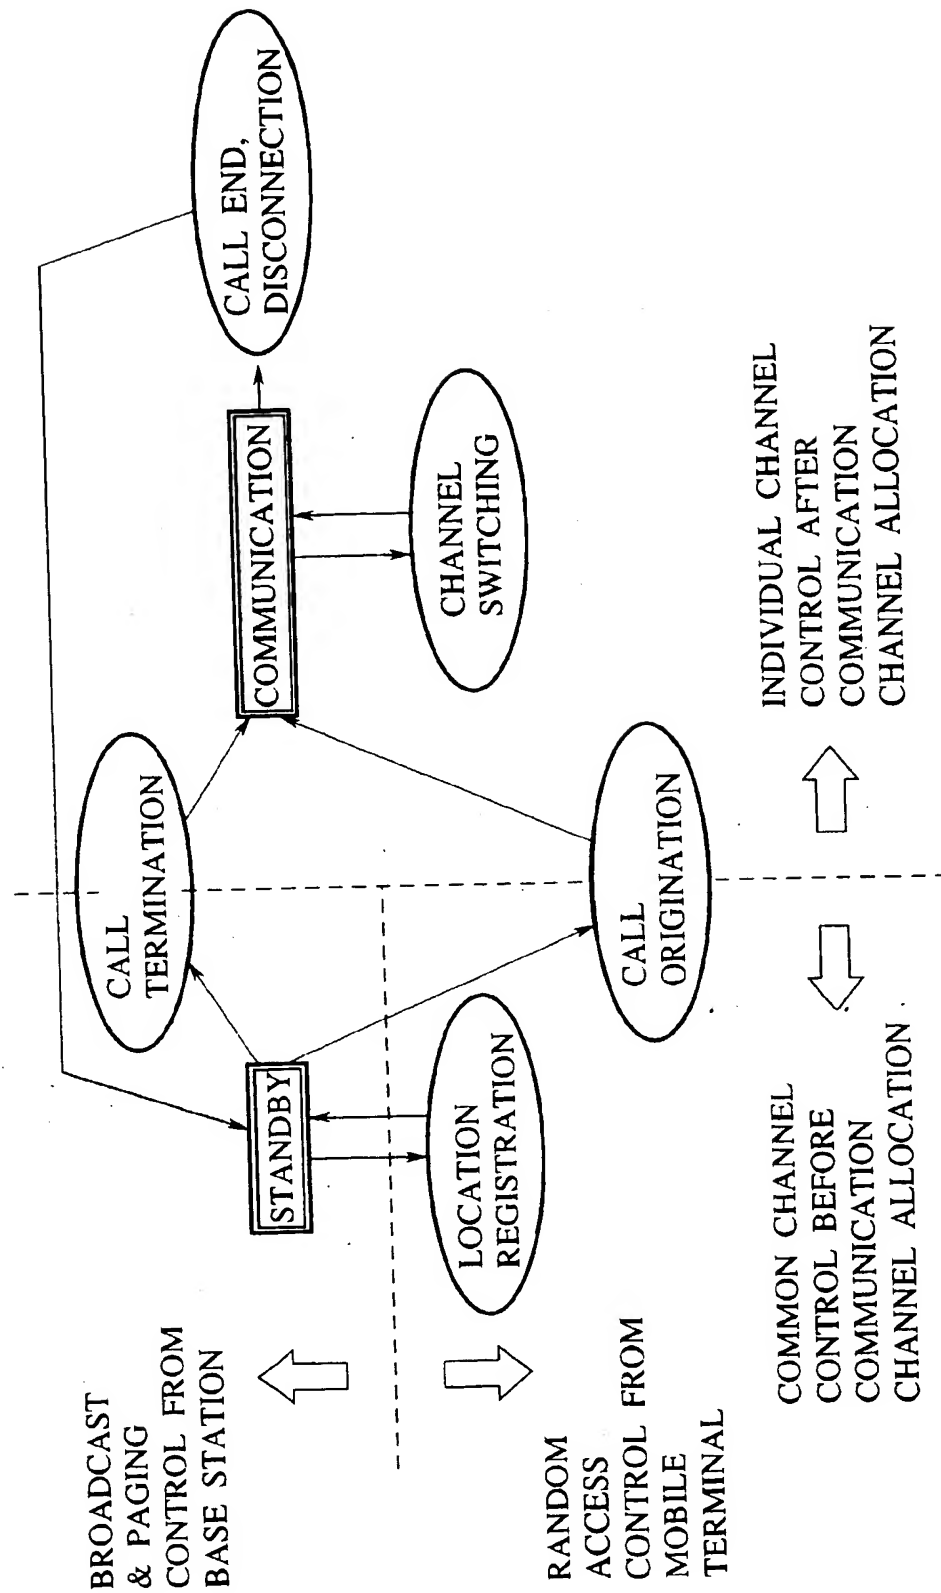 BROADCAST
& PAGING
CONTROL FROM
BASE STATION
RANDOM
ACCESS
CONTROL FROM
MOBILE
TERMINAL
STANDBY
LOCATION
REGISTRATION
CALL
TERMINATION
CALL
ORIGINATION
COMMUNICATION
CHANNEL
SWITCHING
CALL END,
DISCONNECTION
COMMON CHANNEL
CONTROL BEFORE
COMMUNICATION
CHANNEL ALLOCATION
INDIVIDUAL CHANNEL
CONTROL AFTER
COMMUNICATION
CHANNEL ALLOCATION